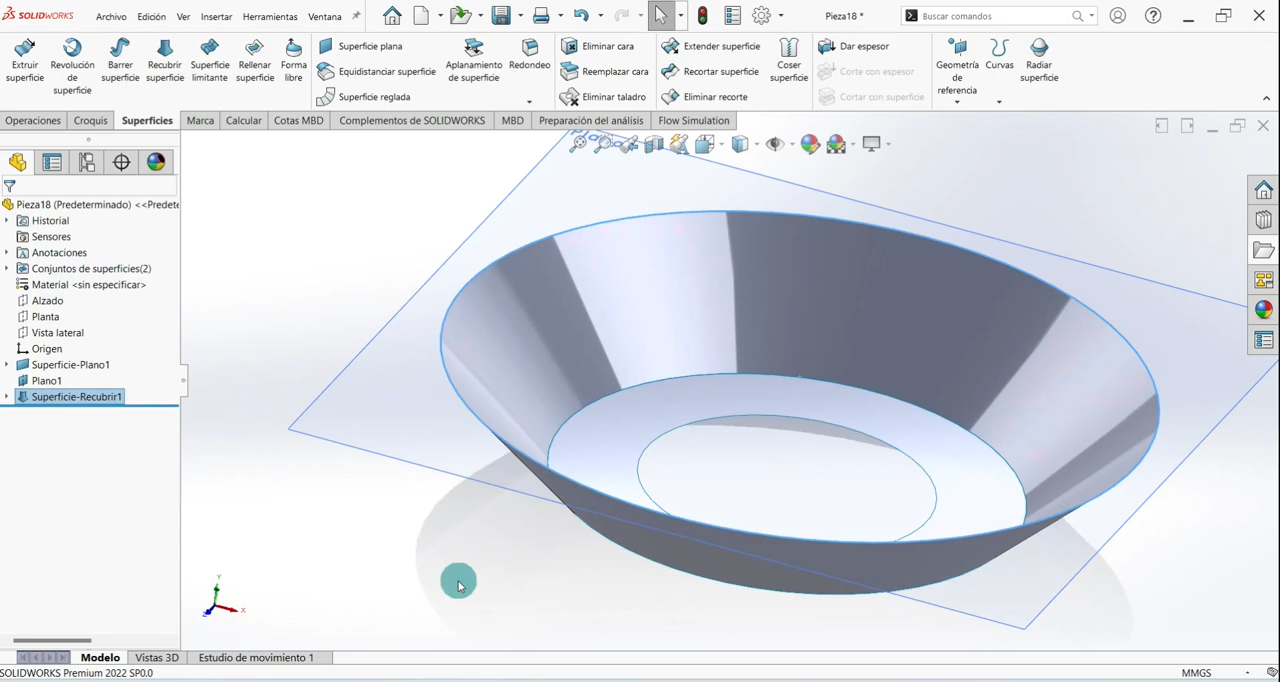 SOLIDWORKS Archivo Edición Ver Insertar Herramientas Ventana Pieza18 * Buscar comandos
Extruir superficie
Revolución de superficie
Barrer superficie
Recubrir superficie
Superficie limitante
Rellenar superficie
Forma libre
Superficie plana
Equidistanciar superficie
Superficie reglada
Aplanamiento de superficie
Redondeo
Eliminar cara
Reemplazar cara
Eliminar taladro
Extender superficie
Recortar superficie
Eliminar recorte
Coser superficie
Dar espesor
Corte con espesor
Cortar con superficie
Geometría de referencia
Curvas
Radiar superficie
Operaciones Croquis Superficies Marca Calcular Cotas MBD Complementos de SOLIDWORKS MBD Preparación del análisis Flow Simulation
Pieza18 (Predeterminado) <<Predete
Historial
Sensores
Anotaciones
Conjuntos de superficies(2)
Material <sin especificar>
Alzado
Planta
Vista lateral
Origen
Superficie-Plano1
Plano1
Superficie-Recubrir1
Y
X
Z
Modelo Vistas 3D Estudio de movimiento 1
SOLIDWORKS Premium 2022 SP0.0 MMGS